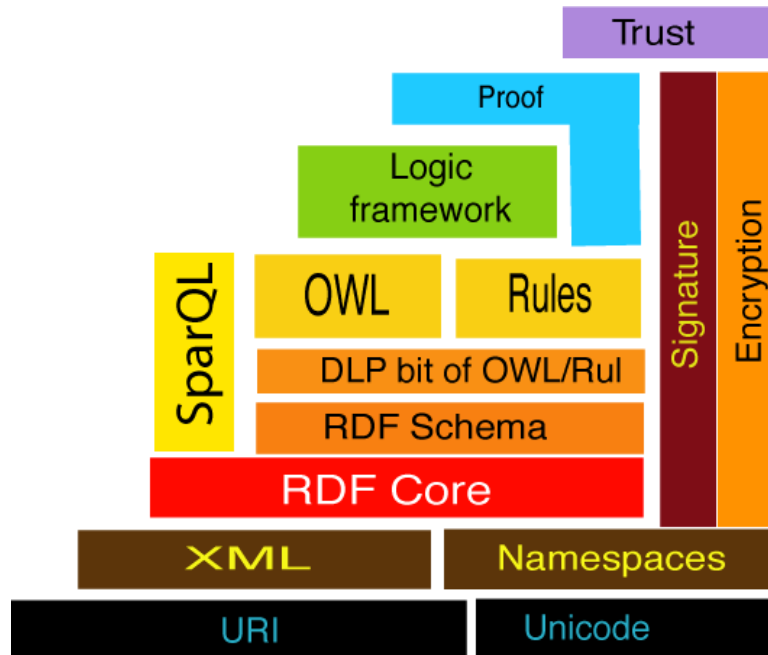 Trust
Proof
Logic
framework
SparQL
OWL
Rules
Signature
Encryption
DLP bit of OWL/Rul
RDF Schema
RDF Core
XML
Namespaces
URI
Unicode